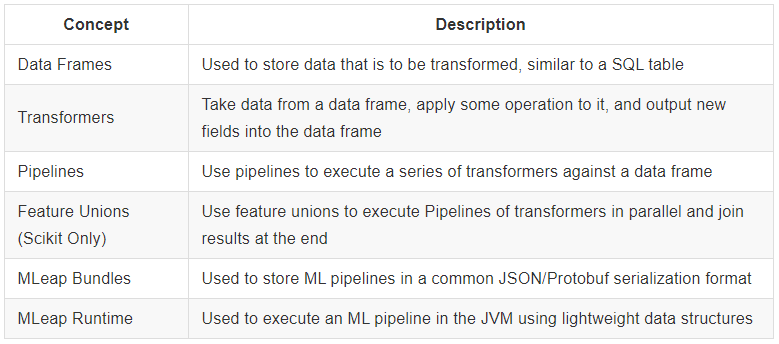 Concept Description
Data Frames Used to store data that is to be transformed, similar to a SQL table
Transformers Take data from a data frame, apply some operation to it, and output new
fields into the data frame
Pipelines Use pipelines to execute a series of transformers against a data frame
Feature Unions Use feature unions to execute Pipelines of transformers in parallel and join
(Scikit Only) results at the end
MLeap Bundles Used to store ML pipelines in a common JSON/Protobuf serialization format
MLeap Runtime Used to execute an ML pipeline in the JVM using lightweight data structures